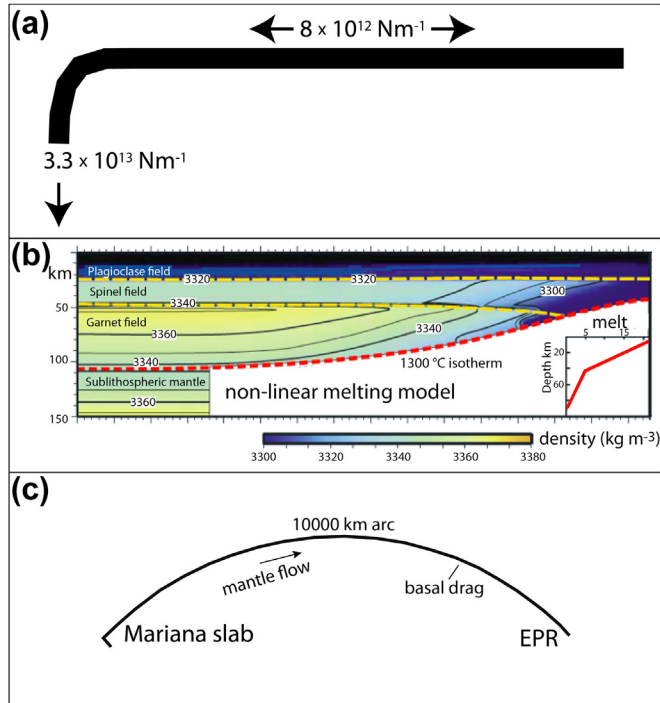 (a)
8 x 10¹² Nm⁻¹
3.3 x 10¹³ Nm⁻¹
(b)
km
Plagioclase field
3320
3320
3300
Spinel field
3340
50
Garnet field
3360
3340
melt
5
15
Depth km
20
60
100
3340
1300 °C isotherm
Sublithospheric mantle
3360
non-linear melting model
150
density (kg m⁻³)
3300
3320
3340
3360
3380
(c)
10000 km arc
mantle flow
basal drag
Mariana slab
EPR